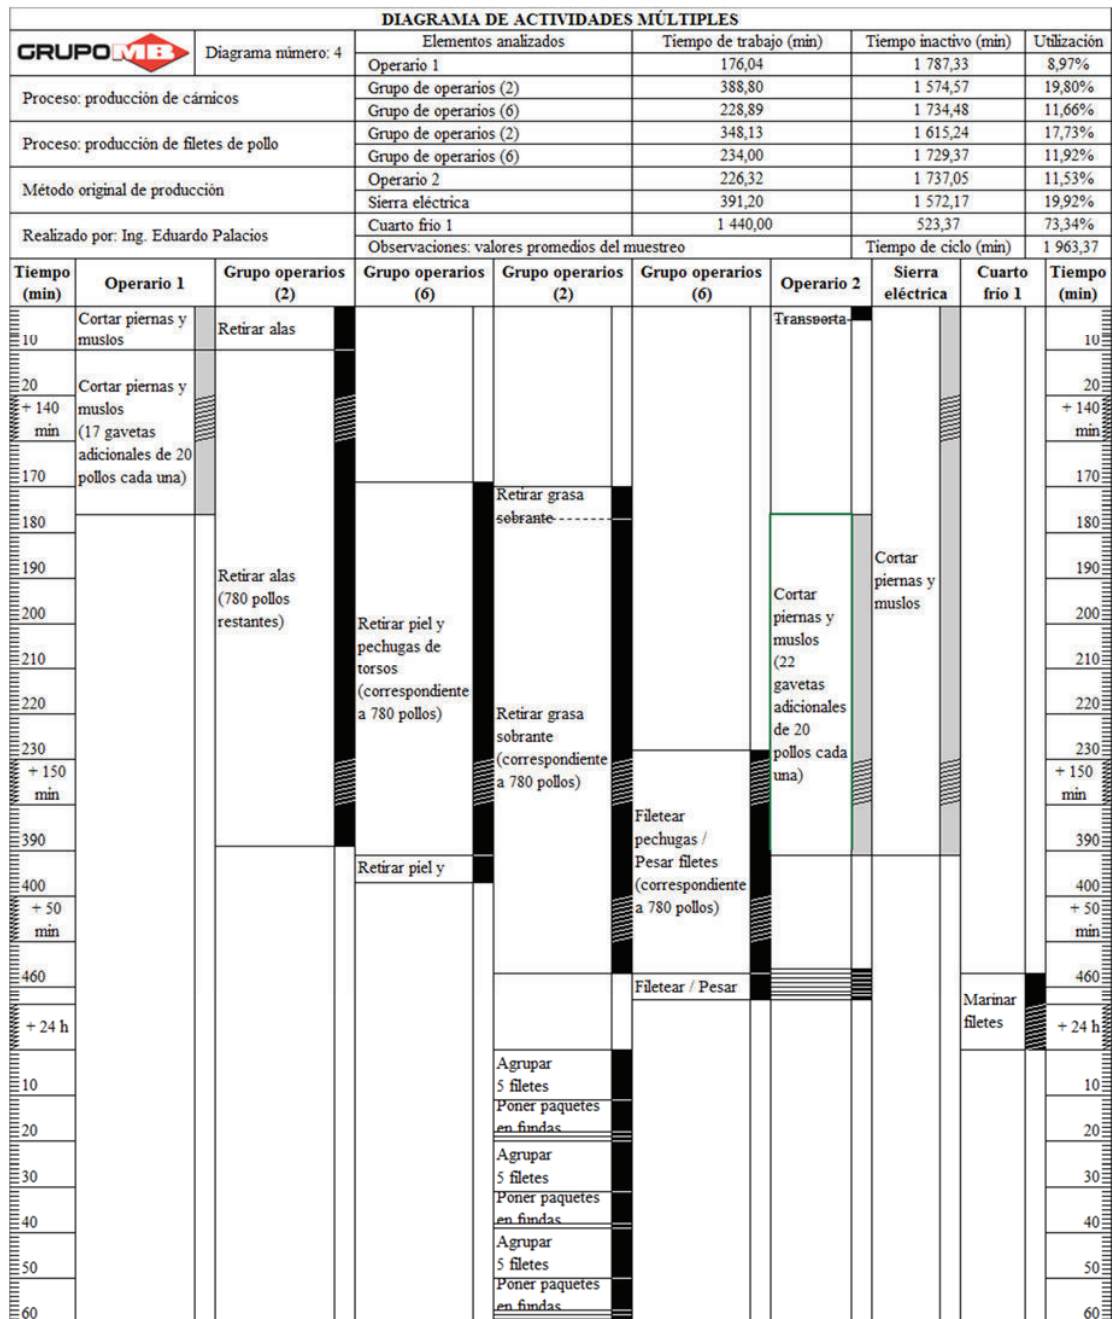 DIAGRAMA DE ACTIVIDADES MÚLTIPLES
GRUPO MB
Diagrama número: 4
Elementos analizados
Tiempo de trabajo (min)
Tiempo inactivo (min)
Utilización
Operario 1
176,04
1 787,33
8,97%
Proceso: producción de cárnicos
Grupo de operarios (2)
388,80
1 574,57
19,80%
Grupo de operarios (6)
228,89
1 734,48
11,66%
Proceso: producción de filetes de pollo
Grupo de operarios (2)
348,13
1 615,24
17,73%
Grupo de operarios (6)
234,00
1 729,37
11,92%
Método original de producción
Operario 2
226,32
1 737,05
11,53%
Sierra eléctrica
391,20
1 572,17
19,92%
Realizado por: Ing. Eduardo Palacios
Cuarto frio 1
1 440,00
523,37
73,34%
Observaciones: valores promedios del muestreo
Tiempo de ciclo (min)
1 963,37
Tiempo
(min)
Operario 1
Grupo operarios
(2)
Grupo operarios
(6)
Grupo operarios
(2)
Grupo operarios
(6)
Operario 2
Sierra
eléctrica
Cuarto
frío 1
Tiempo
(min)
10
20
+ 140
min
170
180
190
200
210
220
230
+ 150
min
390
400
+ 50
min
460
+ 24 h
10
20
30
40
50
60
Cortar piernas y
muslos
Cortar piernas y
muslos
(17 gavetas
adicionales de 20
pollos cada una)
Retirar alas
Retirar alas
(780 pollos
restantes)
Retirar piel y
pechugas de
torsos
(correspondiente
a 780 pollos)
Retirar piel y
Retirar grasa
sobrante
Retirar grasa
sobrante
(correspondiente
a 780 pollos)
Agrupar
5 filetes
Poner paquetes
en fundas
Agrupar
5 filetes
Poner paquetes
en fundas
Agrupar
5 filetes
Poner paquetes
en fundas
Filetear
pechugas /
Pesar filetes
(correspondiente
a 780 pollos)
Filetear / Pesar
Transporta
Cortar
piernas y
muslos
(22
gavetas
adicionales
de 20
pollos cada
una)
Cortar
piernas y
muslos
Marinar
filetes
10
20
+ 140
min
170
180
190
200
210
220
230
+ 150
min
390
400
+ 50
min
460
+ 24 h
10
20
30
40
50
60